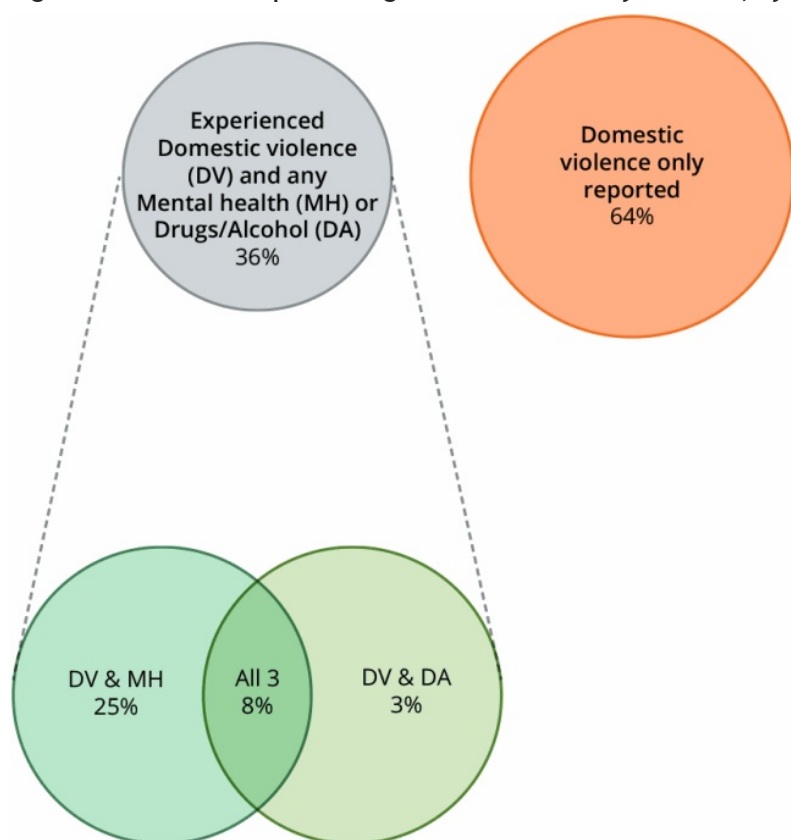 Experienced
Domestic violence
(DV) and any
Mental health (MH) or
Drugs/Alcohol (DA)
36%
Domestic
violence only
reported
64%
DV & MH
25%
All 3
8%
DV & DA
3%